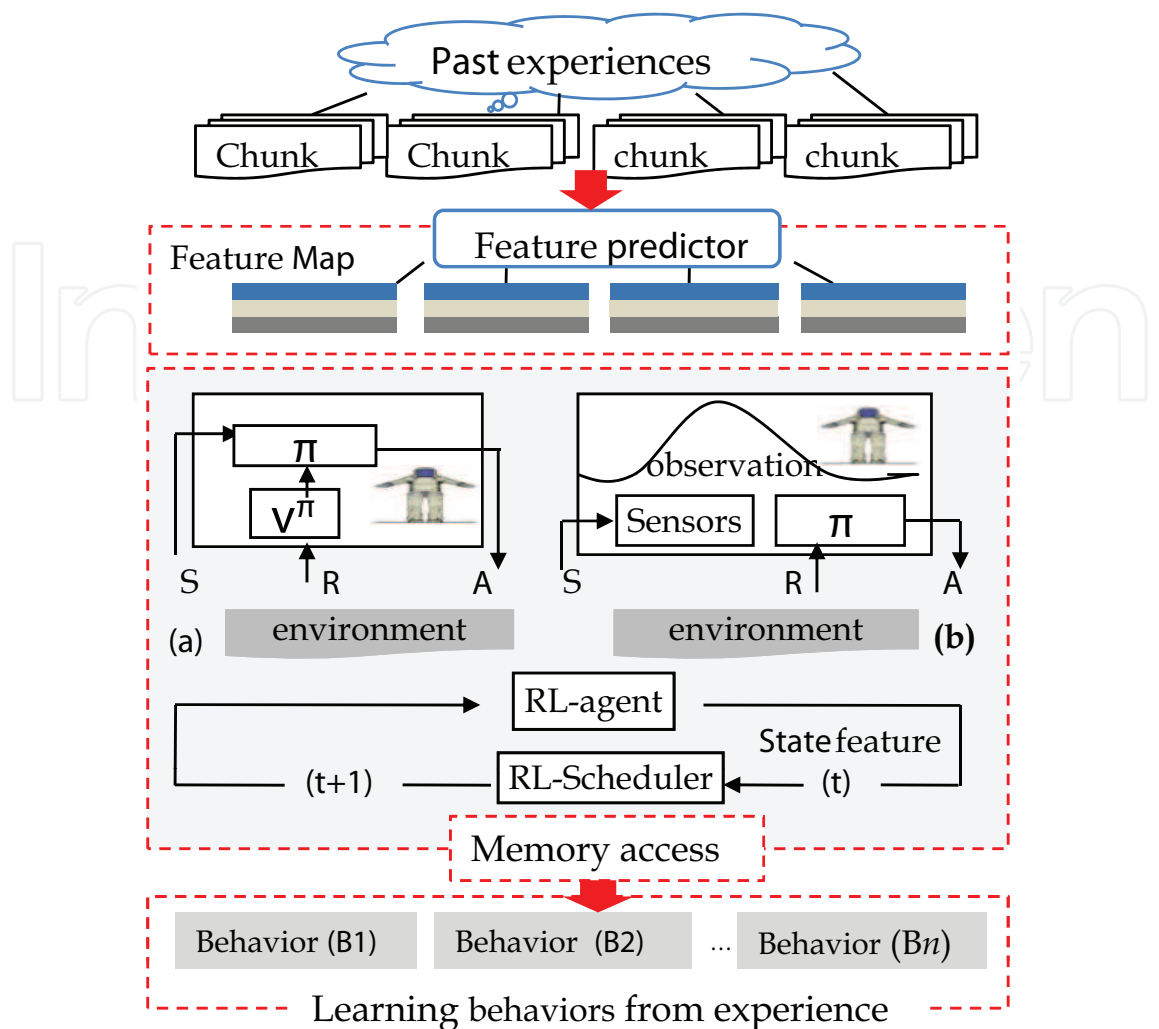 Past experiences
Chunk Chunk chunk chunk
Feature predictor
Feature Map
π
V^π
S R A
environment
(a)
observation
Sensors π
S R A
environment
(b)
RL-agent
State feature
(t+1) RL-Scheduler (t)
Memory access
Behavior (B1) Behavior (B2) ... Behavior (Bn)
Learning behaviors from experience